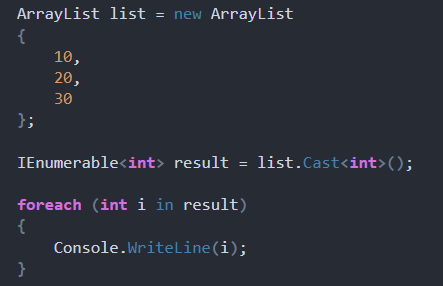 ArrayList list = new ArrayList
{
    10,
    20,
    30
};

IEnumerable<int> result = list.Cast<int>();

foreach (int i in result)
{
    Console.WriteLine(i);
}